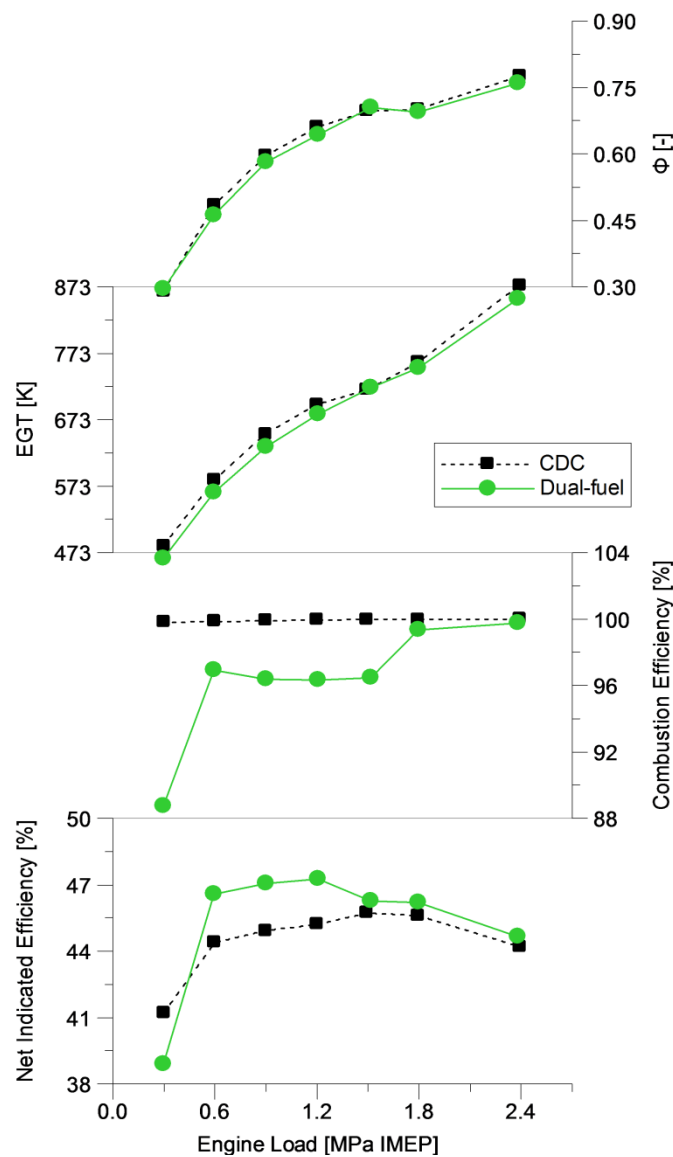 0.90
0.75
0.60
0.45
0.30
Φ [-]
873
773
673
573
473
EGT [K]
CDC
Dual-fuel
104
100
96
92
88
Combustion Efficiency [%]
50
47
44
41
38
Net Indicated Efficiency [%]
0.0 0.6 1.2 1.8 2.4
Engine Load [MPa IMEP]